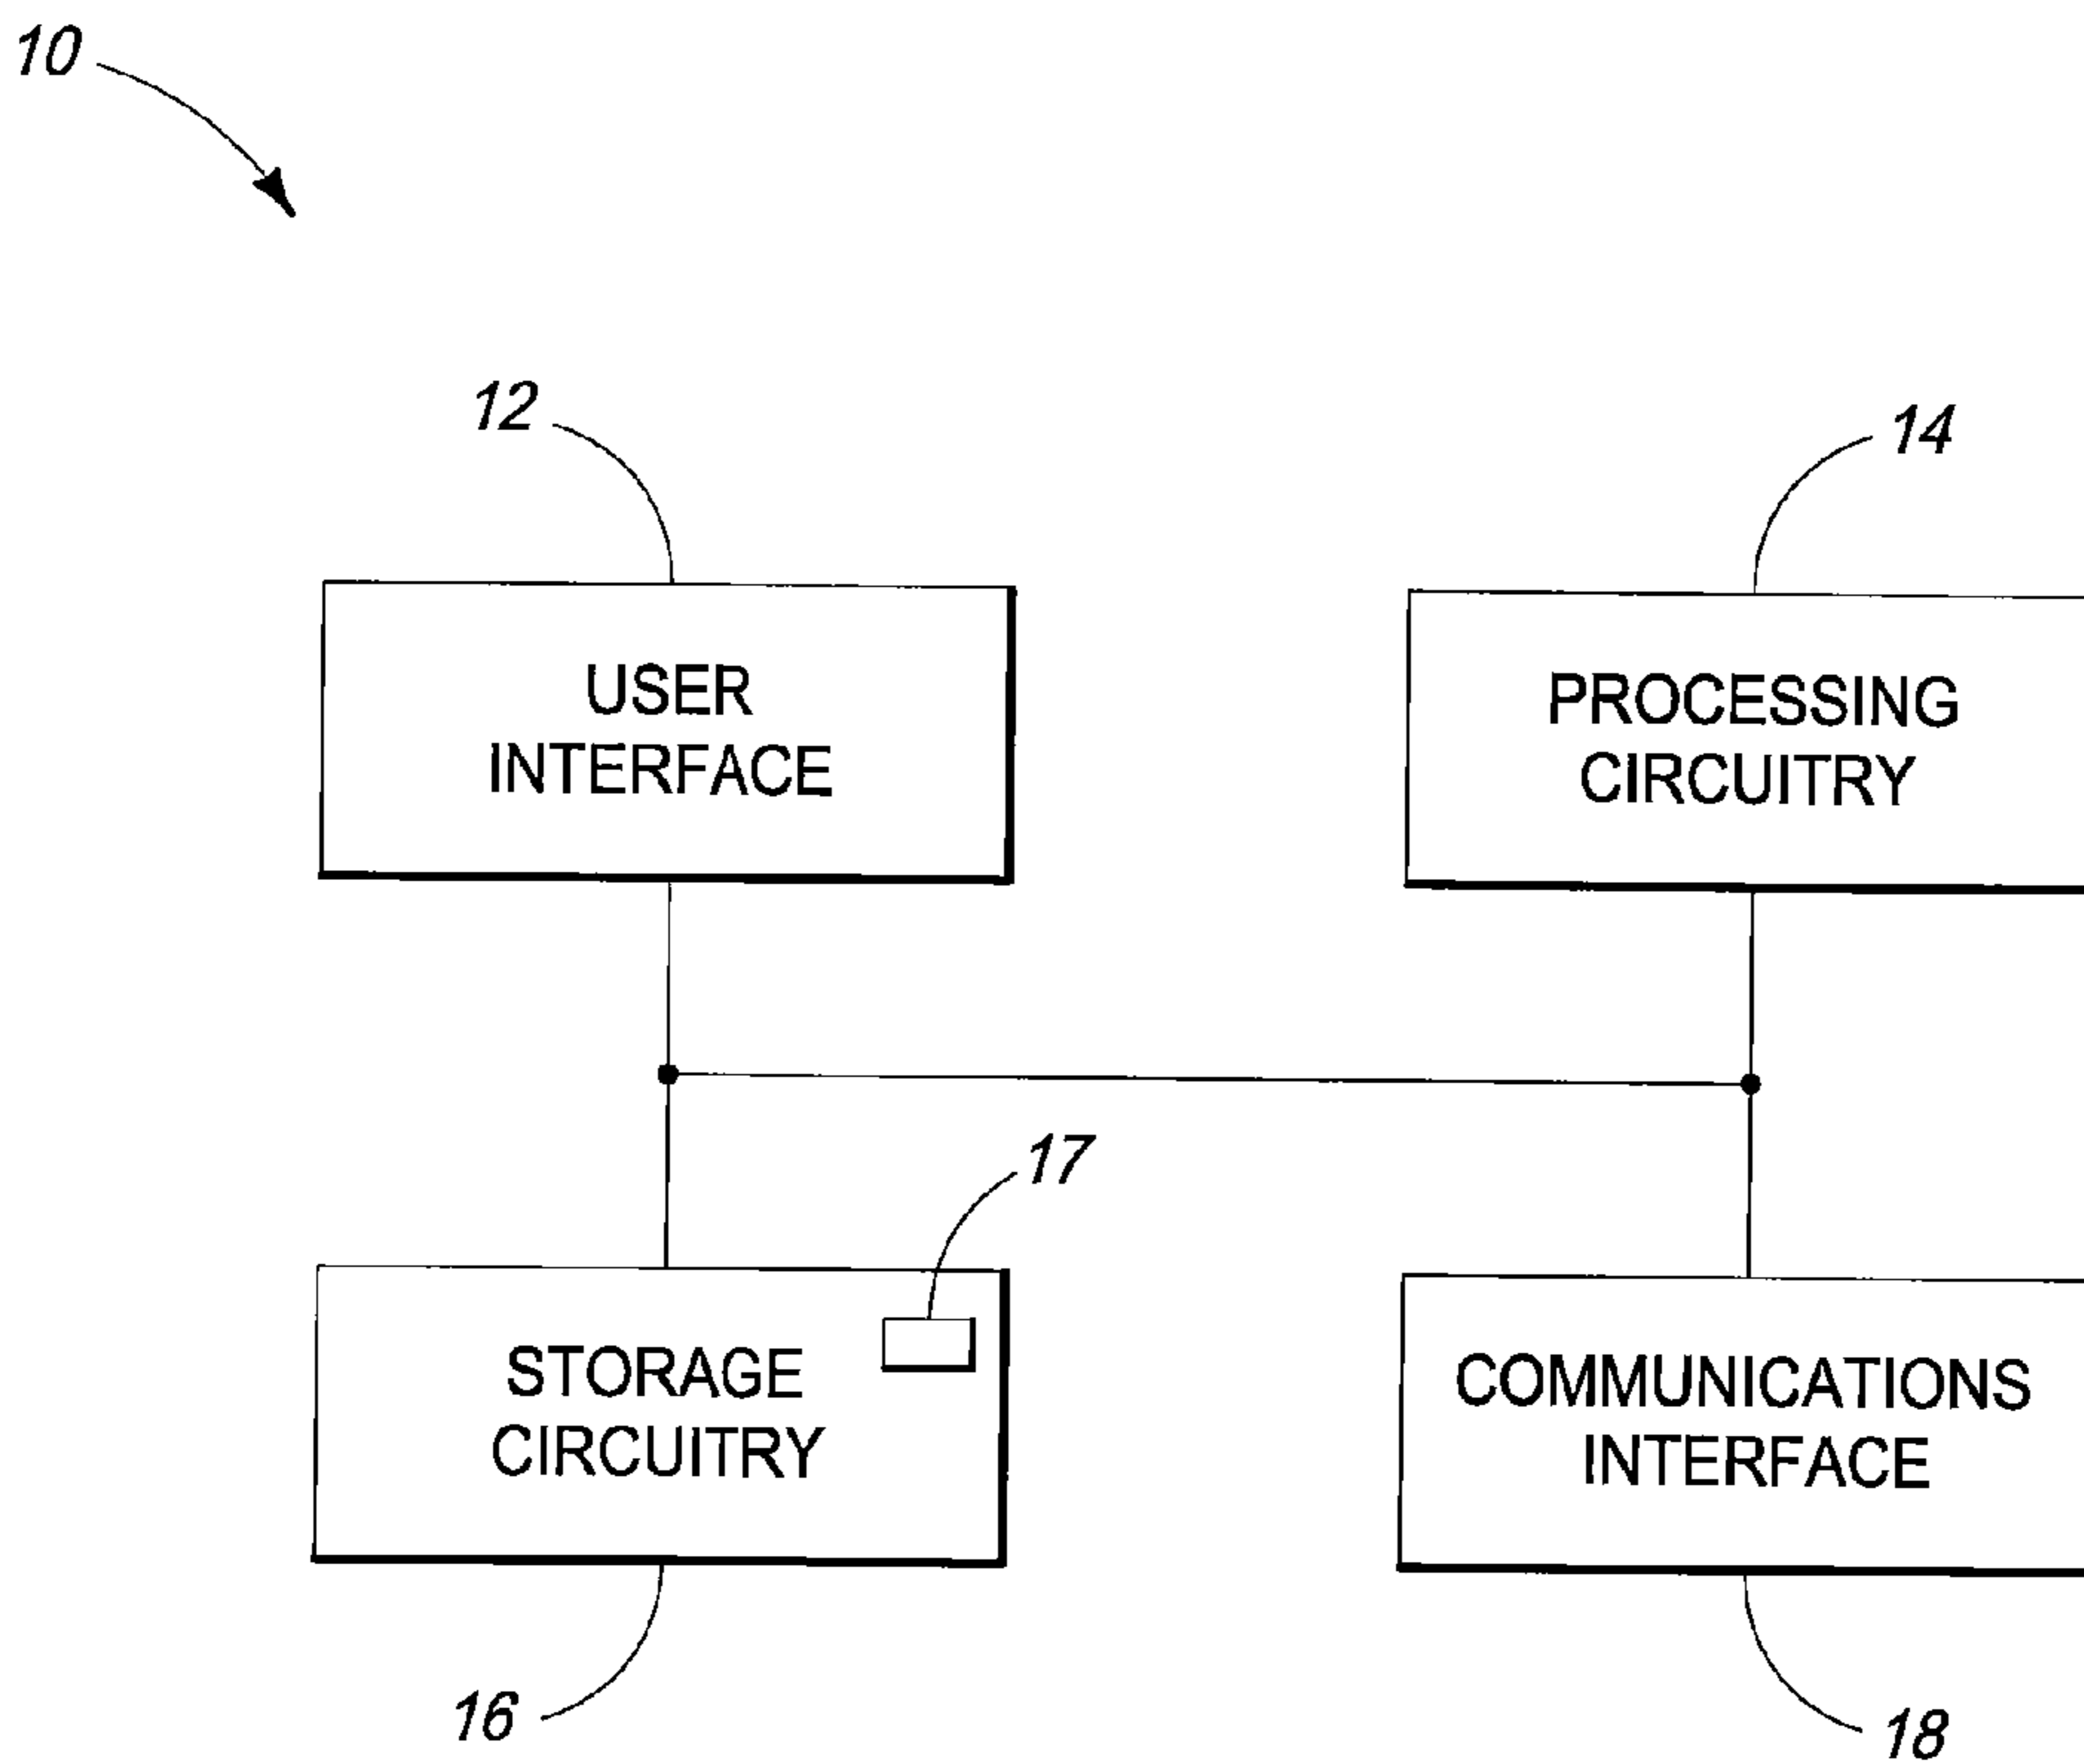 10
12
14
USER
INTERFACE
PROCESSING
CIRCUITRY
17
STORAGE
CIRCUITRY
COMMUNICATIONS
INTERFACE
16
18